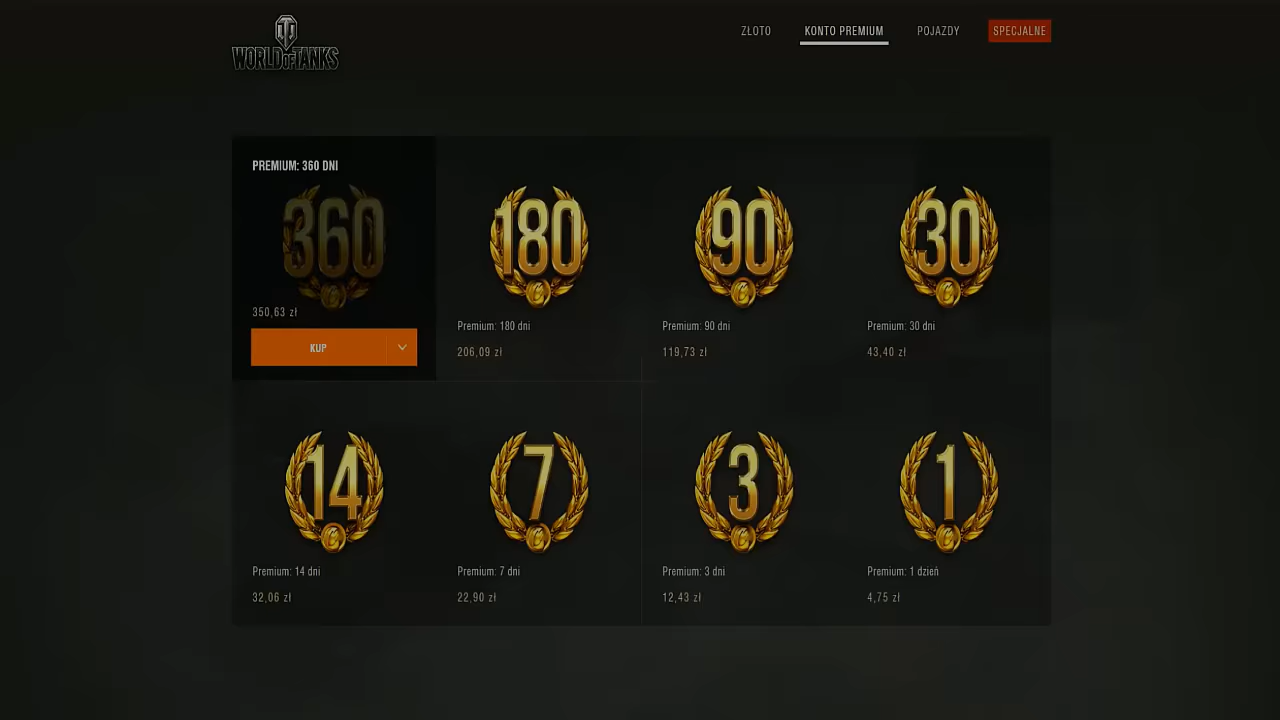 WORLD OF TANKS
ZŁOTO
KONTO PREMIUM
POJAZDY
SPECJALNE
PREMIUM: 360 DNI
360
350,63 zł
KUP
180
Premium: 180 dni
206,09 zł
90
Premium: 90 dni
119,73 zł
30
Premium: 30 dni
43,40 zł
14
Premium: 14 dni
32,06 zł
7
Premium: 7 dni
22,90 zł
3
Premium: 3 dni
12,43 zł
1
Premium: 1 dzień
4,75 zł